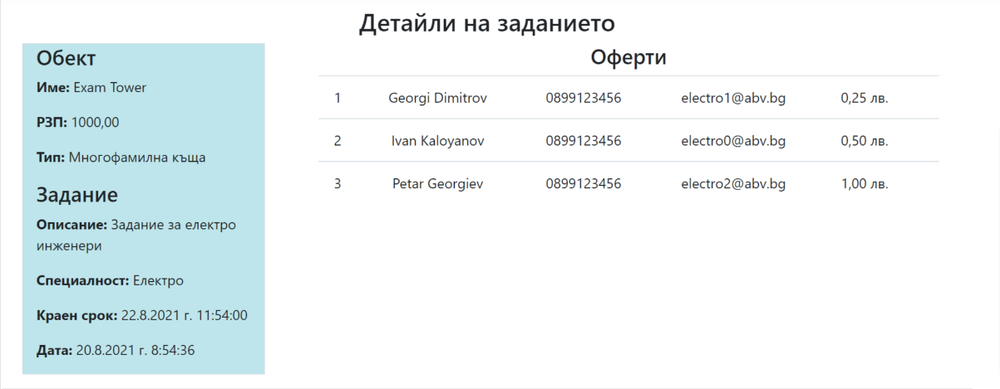 Детайли на заданието
Обект
Име: Exam Tower
РЗП: 1000,00
Тип: Многофамилна къща
Задание
Описание: Задание за електро
инженери
Специалност: Електро
Краен срок: 22.8.2021 г. 11:54:00
Дата: 20.8.2021 г. 8:54:36
Оферти
1 Georgi Dimitrov 0899123456 electro1@abv.bg 0,25 лв.
2 Ivan Kaloyanov 0899123456 electro0@abv.bg 0,50 лв.
3 Petar Georgiev 0899123456 electro2@abv.bg 1,00 лв.